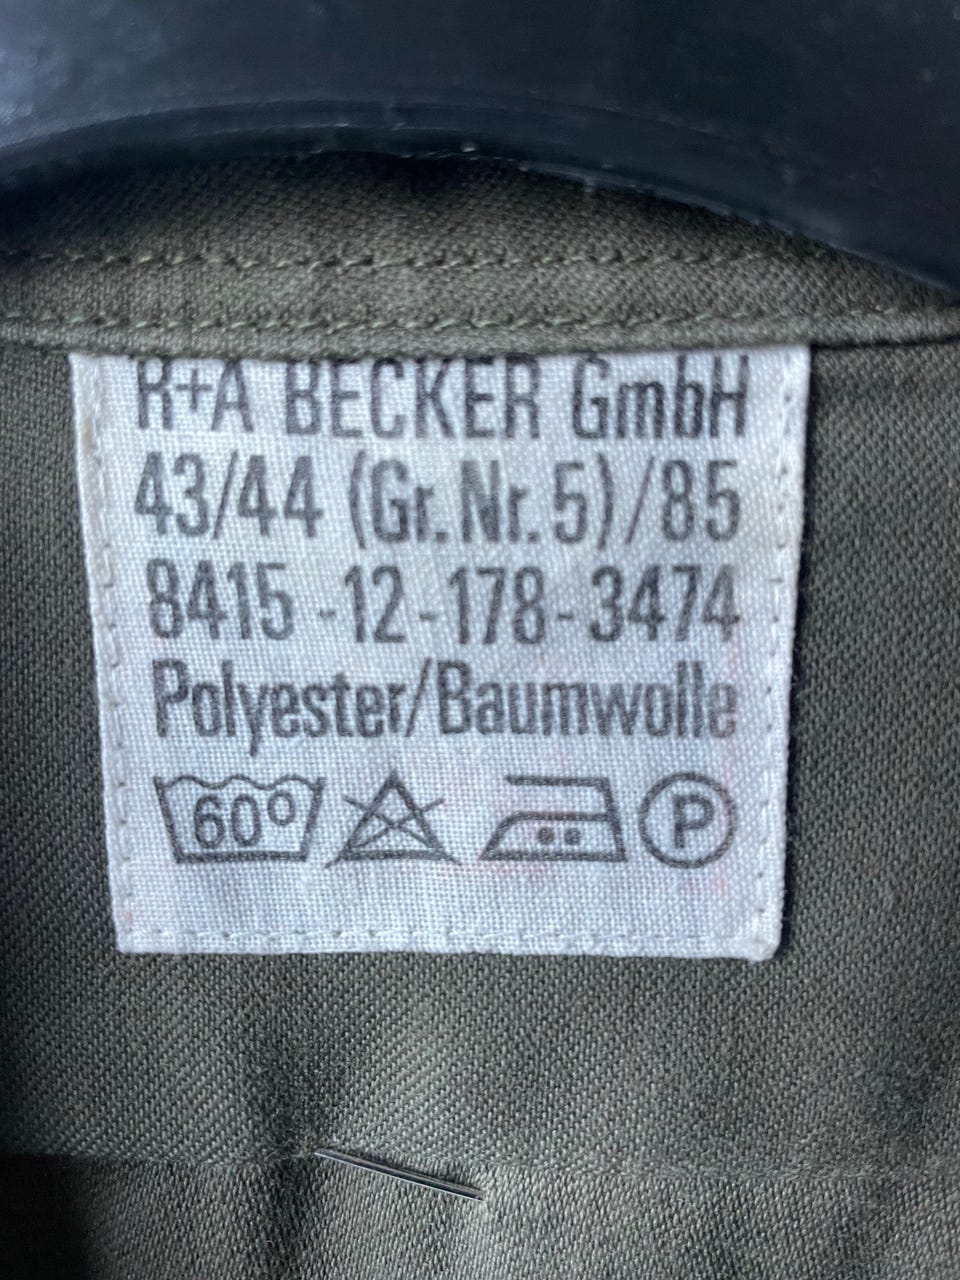 R+A BECKER GmbH
43/44 (Gr. Nr. 5)/85
8415-12-178-3474
Polyester/Baumwolle
60° P